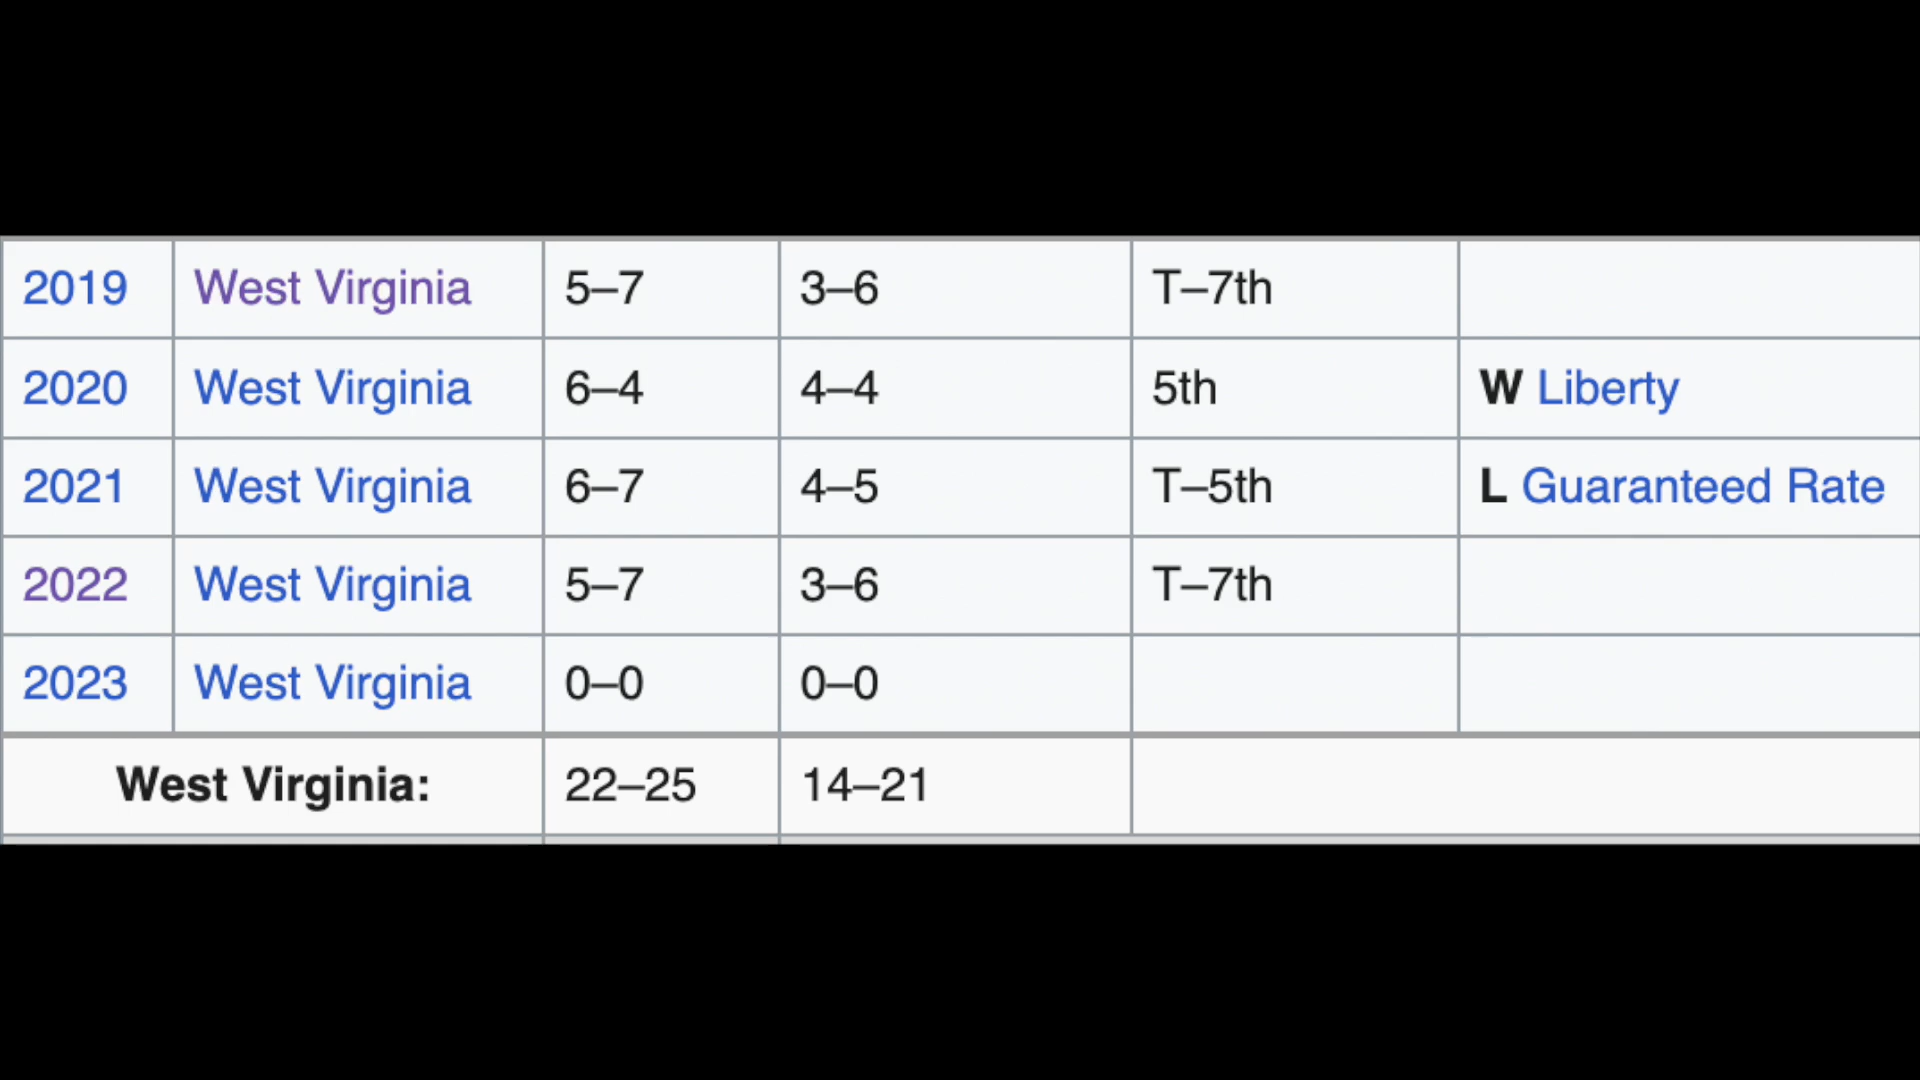 2019 West Virginia 5–7 3–6 T–7th
2020 West Virginia 6–4 4–4 5th W Liberty
2021 West Virginia 6–7 4–5 T–5th L Guaranteed Rate
2022 West Virginia 5–7 3–6 T–7th
2023 West Virginia 0–0 0–0
West Virginia: 22–25 14–21